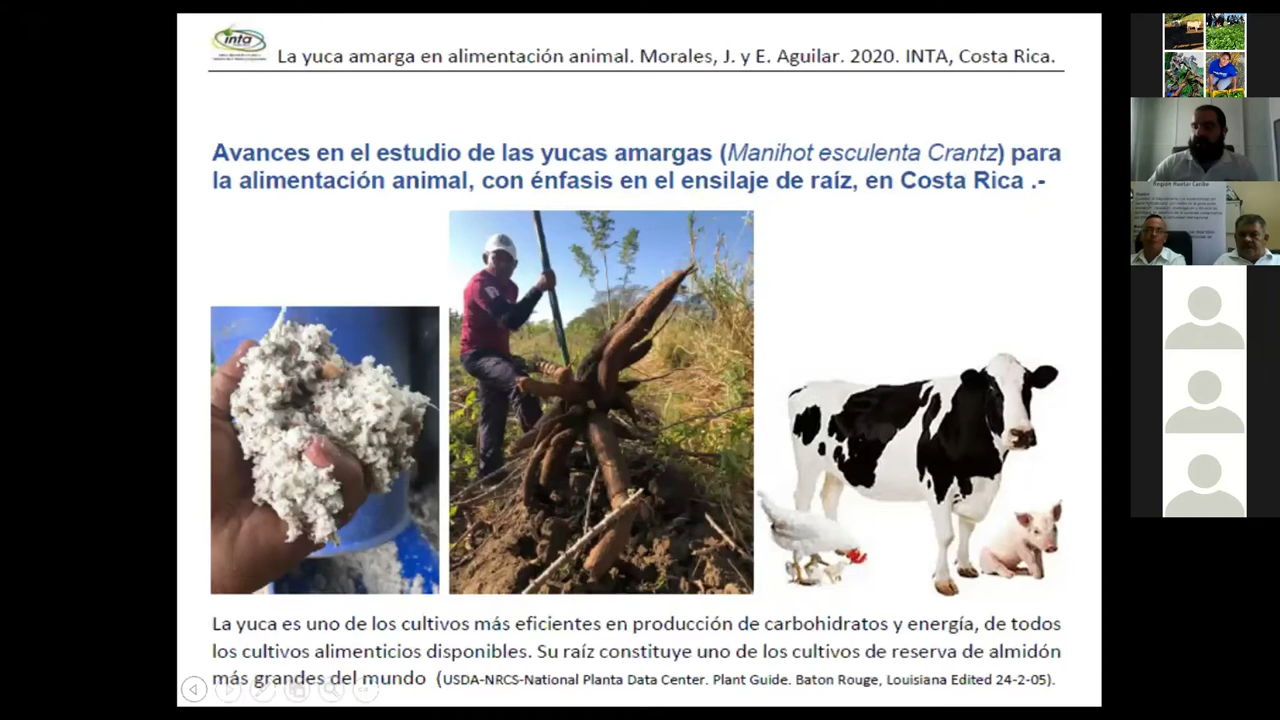 inta
La yuca amarga en alimentación animal. Morales, J. y E. Aguilar. 2020. INTA, Costa Rica.
Avances en el estudio de las yucas amargas (Manihot esculenta Crantz) para
la alimentación animal, con énfasis en el ensilaje de raíz, en Costa Rica .-
La yuca es uno de los cultivos más eficientes en producción de carbohidratos y energía, de todos
los cultivos alimenticios disponibles. Su raíz constituye uno de los cultivos de reserva de almidón
más grandes del mundo (USDA-NRCS-National Planta Data Center. Plant Guide. Baton Rouge, Louisiana Edited 24-2-05).
Región Huetar Caribe